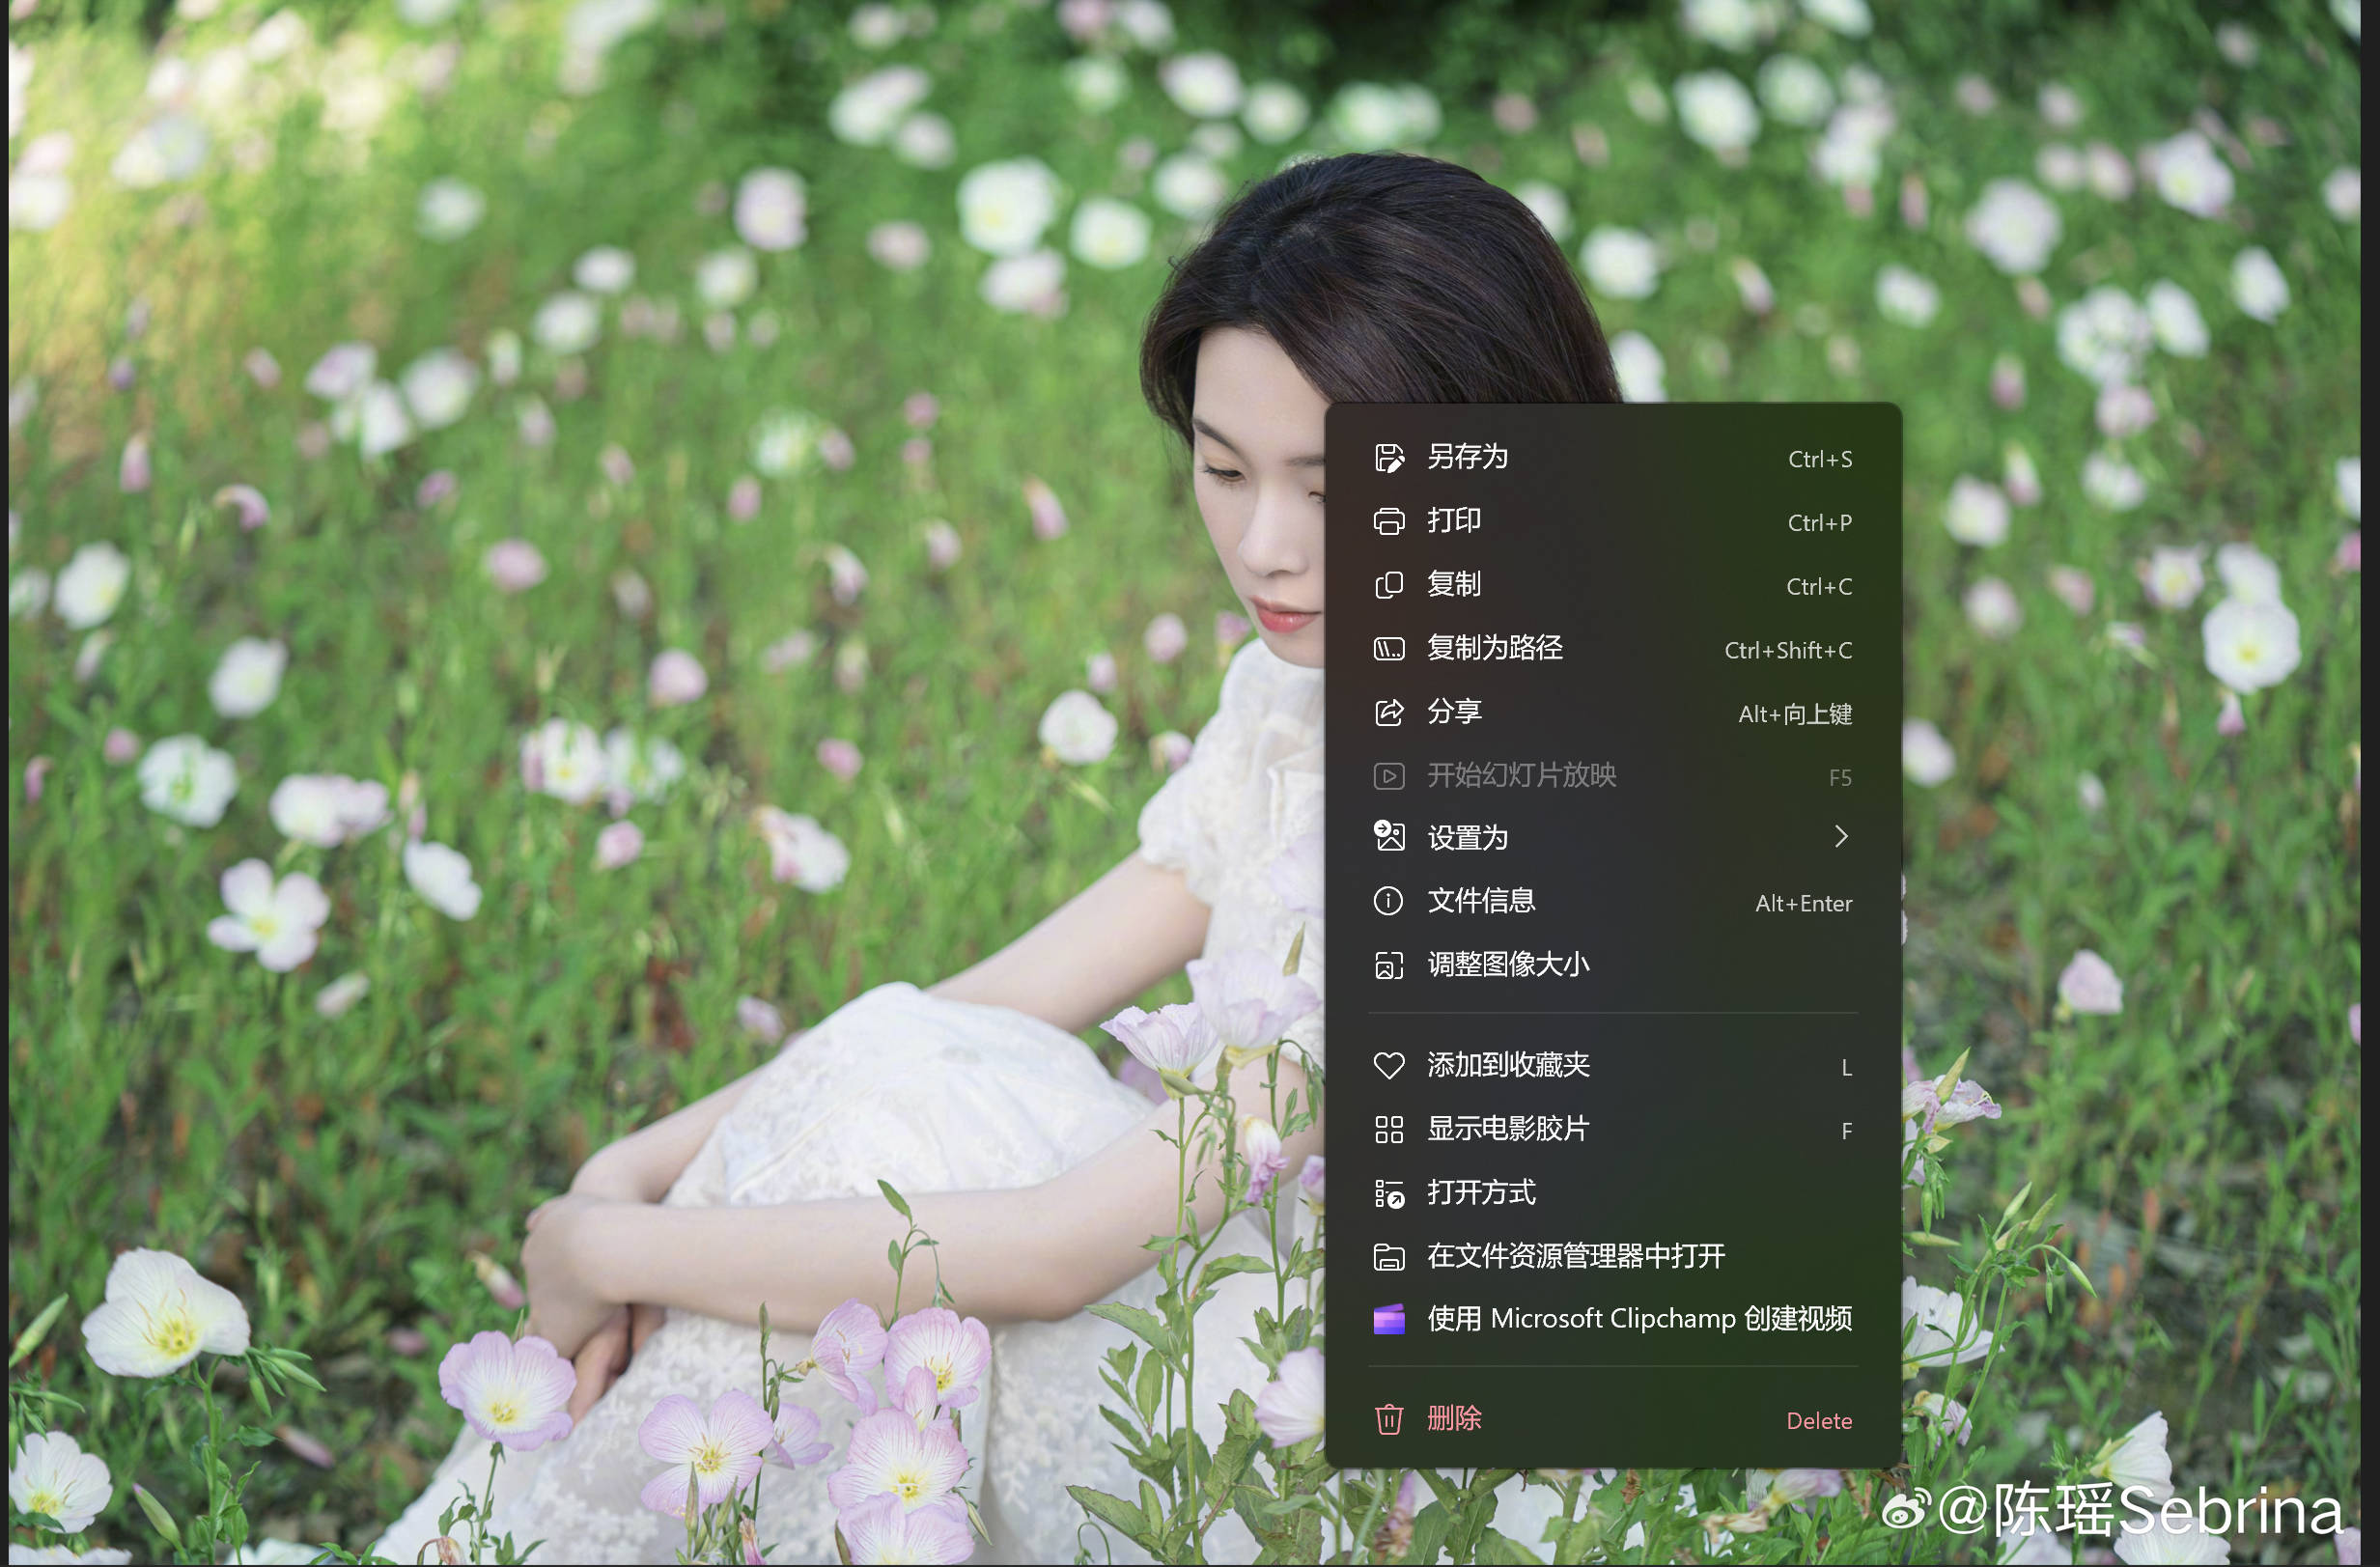 另存为 Ctrl+S
打印 Ctrl+P
复制 Ctrl+C
复制为路径 Ctrl+Shift+C
分享 Alt+向上键
开始幻灯片放映 F5
设置为
文件信息 Alt+Enter
调整图像大小
添加到收藏夹 L
显示电影胶片 F
打开方式
在文件资源管理器中打开
使用 Microsoft Clipchamp 创建视频
删除 Delete
@陈瑶Sebrina